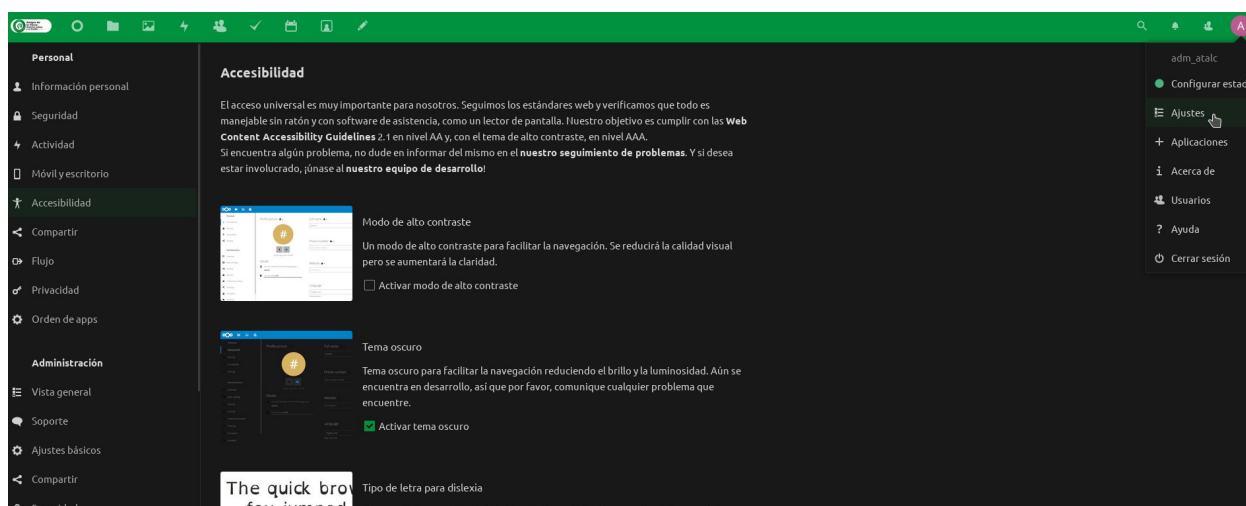 Personal
Información personal
Seguridad
Actividad
Móvil y escritorio
Accesibilidad
Compartir
Flujo
Privacidad
Orden de apps
Administración
Vista general
Soporte
Ajustes básicos
Compartir
Accesibilidad
El acceso universal es muy importante para nosotros. Seguimos los estándares web y verificamos que todo es
manejable sin ratón y con software de asistencia, como un lector de pantalla. Nuestro objetivo es cumplir con las Web
Content Accessibility Guidelines 2.1 en nivel AA y, con el tema de alto contraste, en nivel AAA.
Si encuentra algún problema, no dude en informar del mismo en el nuestro seguimiento de problemas. Y si desea
estar involucrado, ¡únase al nuestro equipo de desarrollo!
Modo de alto contraste
Un modo de alto contraste para facilitar la navegación. Se reducirá la calidad visual
pero se aumentará la claridad.
Activar modo de alto contraste
Tema oscuro
Tema oscuro para facilitar la navegación reduciendo el brillo y la luminosidad. Aún se
encuentra en desarrollo, así que por favor, comunique cualquier problema que
encuentre.
Activar tema oscuro
The quick brow
Tipo de letra para dislexia
A
adm_atalc
Configurar estad
Ajustes
Aplicaciones
Acerca de
Usuarios
Ayuda
Cerrar sesión